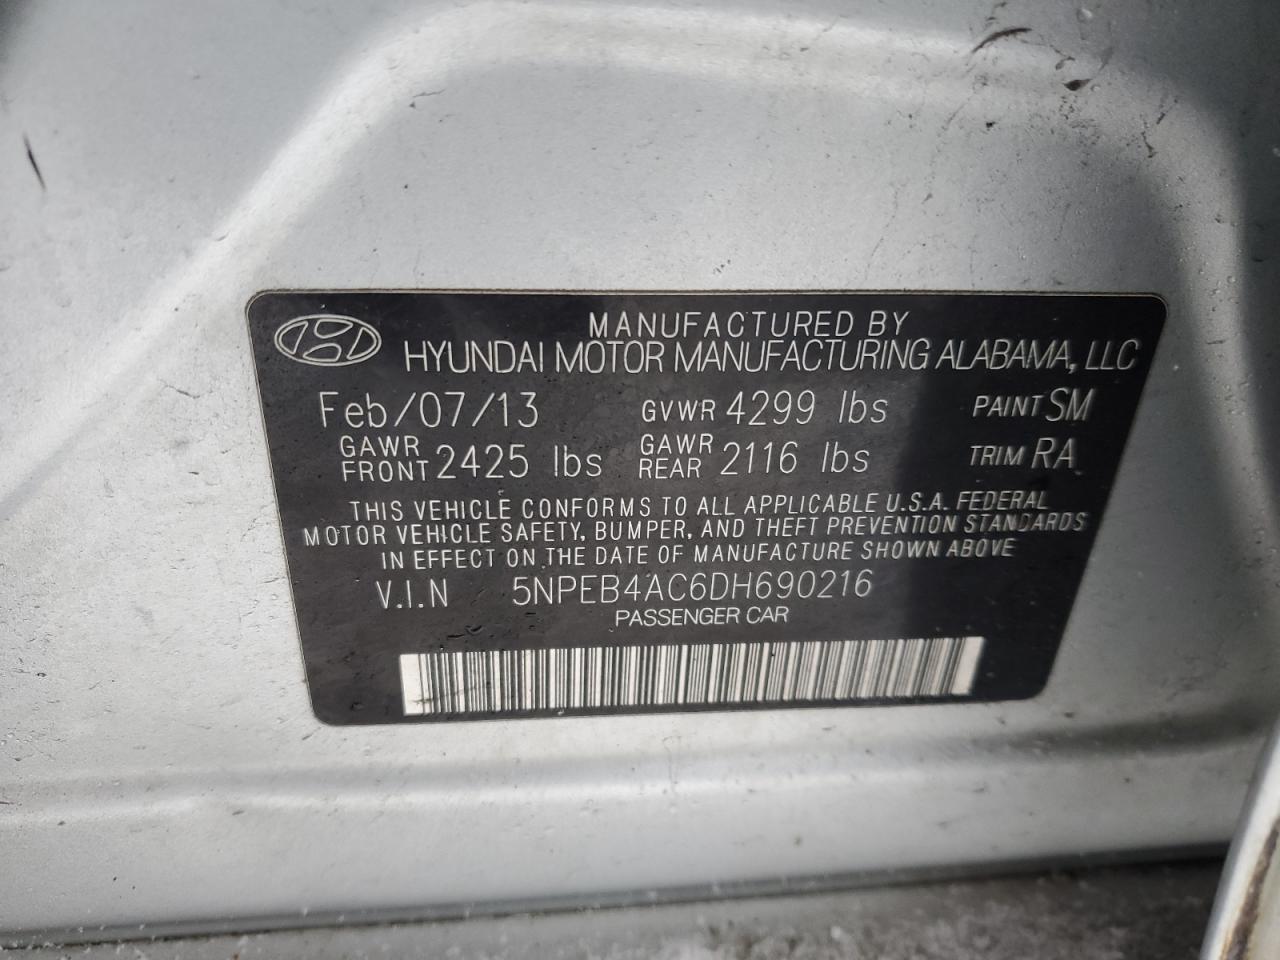 MANUFACTURED BY
HYUNDAI MOTOR MANUFACTURING ALABAMA, LLC
Feb/07/13 GVWR 4299 lbs PAINT SM
GAWR FRONT 2425 lbs GAWR REAR 2116 lbs TRIM RA
THIS VEHICLE CONFORMS TO ALL APPLICABLE U.S.A. FEDERAL
MOTOR VEHICLE SAFETY, BUMPER, AND THEFT PREVENTION STANDARDS
IN EFFECT ON THE DATE OF MANUFACTURE SHOWN ABOVE
V.I.N 5NPEB4AC6DH690216
PASSENGER CAR